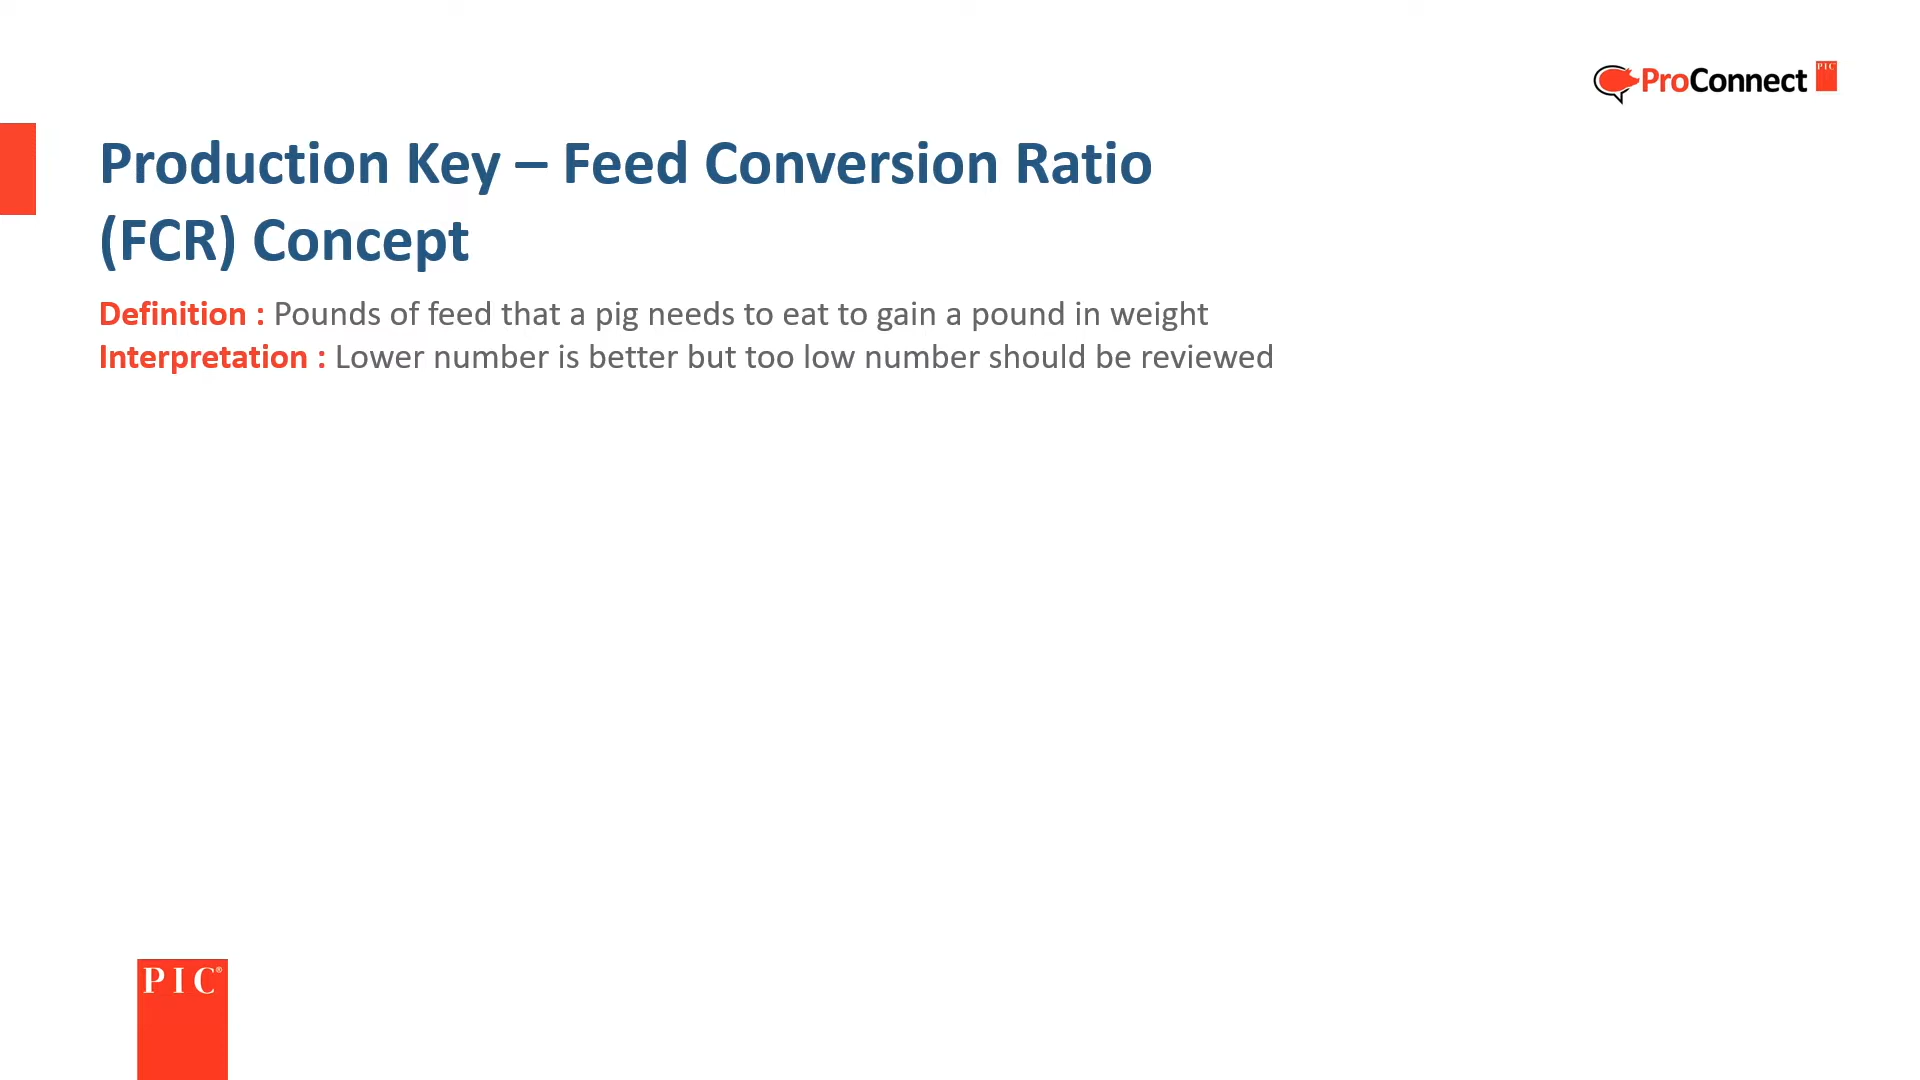 ProConnect PIC
Production Key – Feed Conversion Ratio
(FCR) Concept
Definition : Pounds of feed that a pig needs to eat to gain a pound in weight
Interpretation : Lower number is better but too low number should be reviewed
PIC®